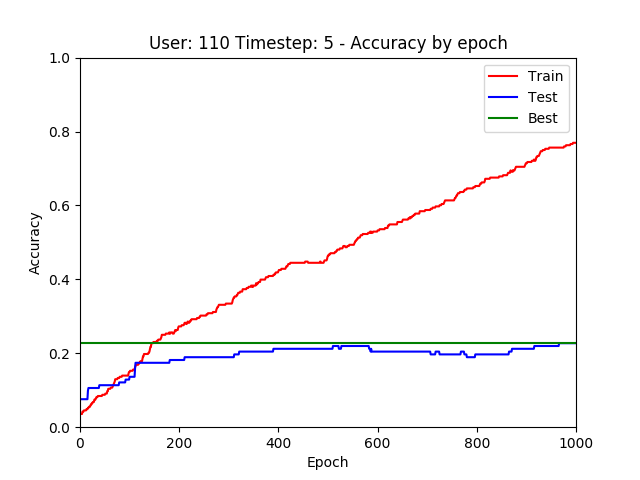 User: 110 Timestep: 5 - Accuracy by epoch
1.0
0.8
0.6
0.4
0.2
0.0
Accuracy
Train
Test
Best
0 200 400 600 800 1000
Epoch